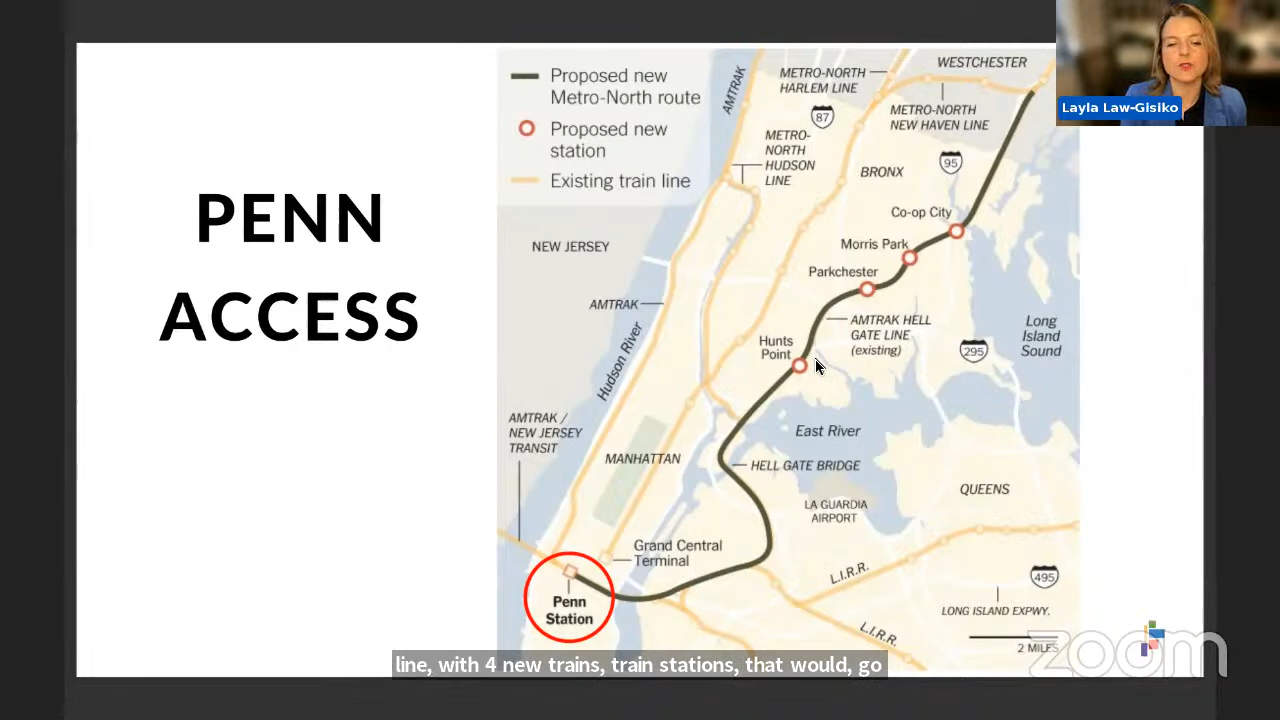 PENN
ACCESS
Proposed new
Metro-North route
Proposed new
station
Existing train line
AMTRAK
METRO-NORTH
HARLEM LINE
87
METRO-
NORTH
HUDSON
LINE
WESTCHESTER
METRO-NORTH
NEW HAVEN LINE
95
BRONX
Co-op City
Morris Park
Parkchester
NEW JERSEY
AMTRAK
Hudson River
AMTRAK HELL
GATE LINE
(existing)
Hunts
Point
295
Long
Island
Sound
AMTRAK /
NEW JERSEY
TRANSIT
MANHATTAN
East River
HELL GATE BRIDGE
LA GUARDIA
AIRPORT
QUEENS
Grand Central
Terminal
Penn
Station
L.I.R.R.
L.I.R.R.
495
LONG ISLAND EXPWY.
2 MILES
Layla Law-Gisiko
zoom
line, with 4 new trains, train stations, that would, go